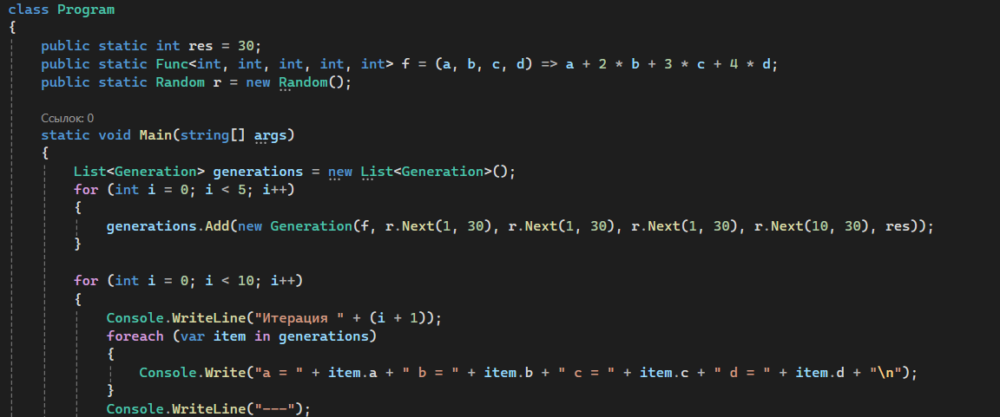 class Program
{
public static int res = 30;
public static Func<int, int, int, int, int> f = (a, b, c, d) => a + 2 * b + 3 * c + 4 * d;
public static Random r = new Random();
Ссылок: 0
static void Main(string[] args)
{
List<Generation> generations = new List<Generation>();
for (int i = 0; i < 5; i++)
{
generations.Add(new Generation(f, r.Next(1, 30), r.Next(1, 30), r.Next(1, 30), r.Next(10, 30), res));
}
for (int i = 0; i < 10; i++)
{
Console.WriteLine("Итерация " + (i + 1));
foreach (var item in generations)
{
Console.Write("a = " + item.a + " b = " + item.b + " c = " + item.c + " d = " + item.d + "\n");
}
Console.WriteLine("---");